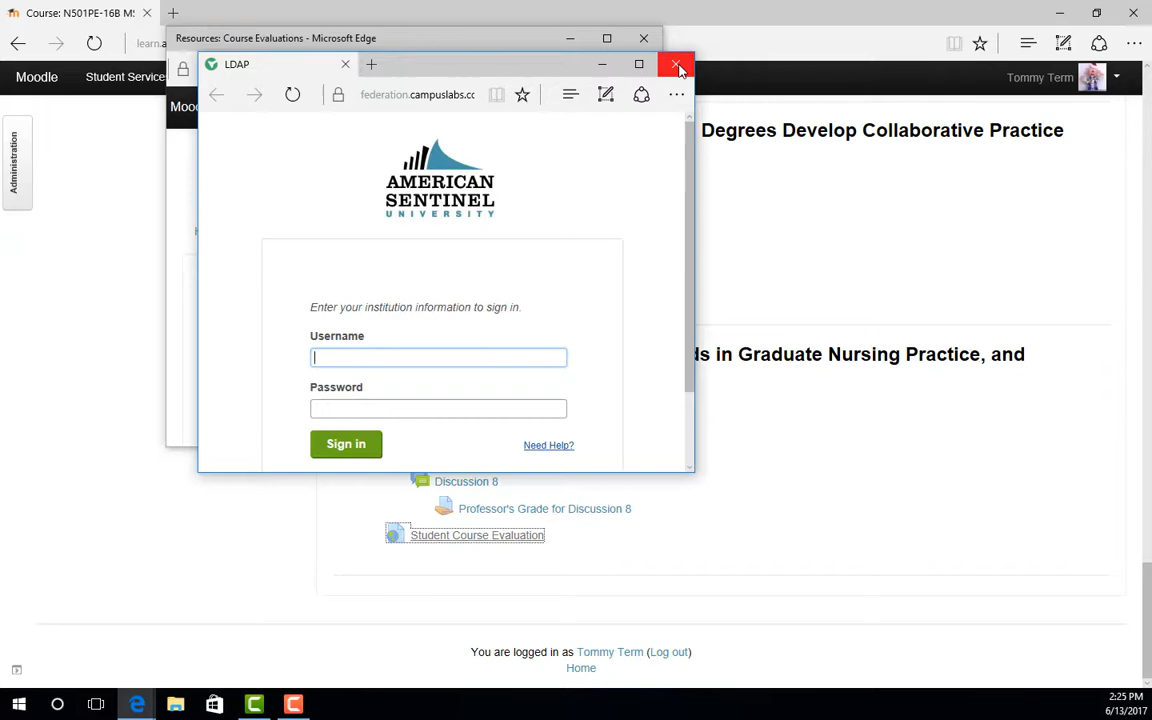 Course: N501PE-16B MS
Resources: Course Evaluations - Microsoft Edge
learn.a
LDAP
federation.campuslabs.cc
Moodle
Student Service
Moo
Tommy Term
Administration
AMERICAN
SENTINEL
UNIVERSITY
Degrees Develop Collaborative Practice
Enter your institution information to sign in.
Username
s in Graduate Nursing Practice, and
Password
Sign in
Need Help?
Discussion 8
Professor's Grade for Discussion 8
Student Course Evaluation
You are logged in as Tommy Term (Log out)
Home
2:25 PM
6/13/2017